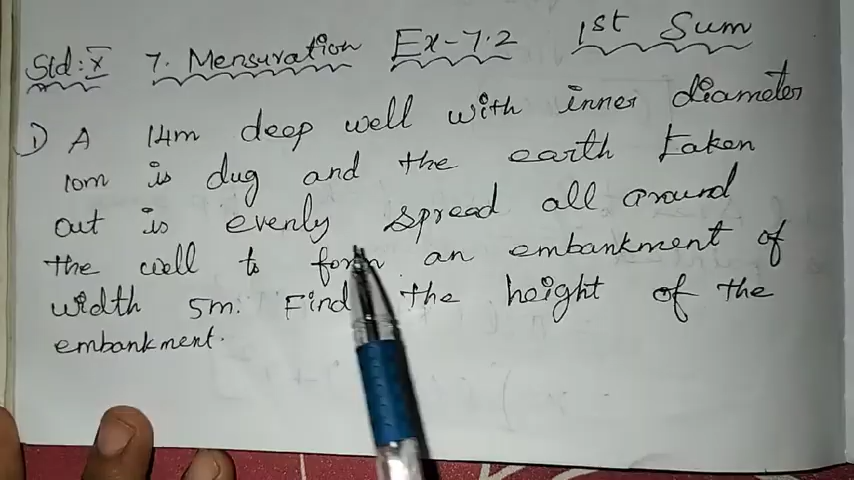 Std: X 7. Mensuration Ex-7.2 1st Sum
1) A 14m deep well with inner diameter
10m is dug and the earth taken
out is evenly spread all around
the well to form an embankment of
width 5m. Find the height of the
embankment.